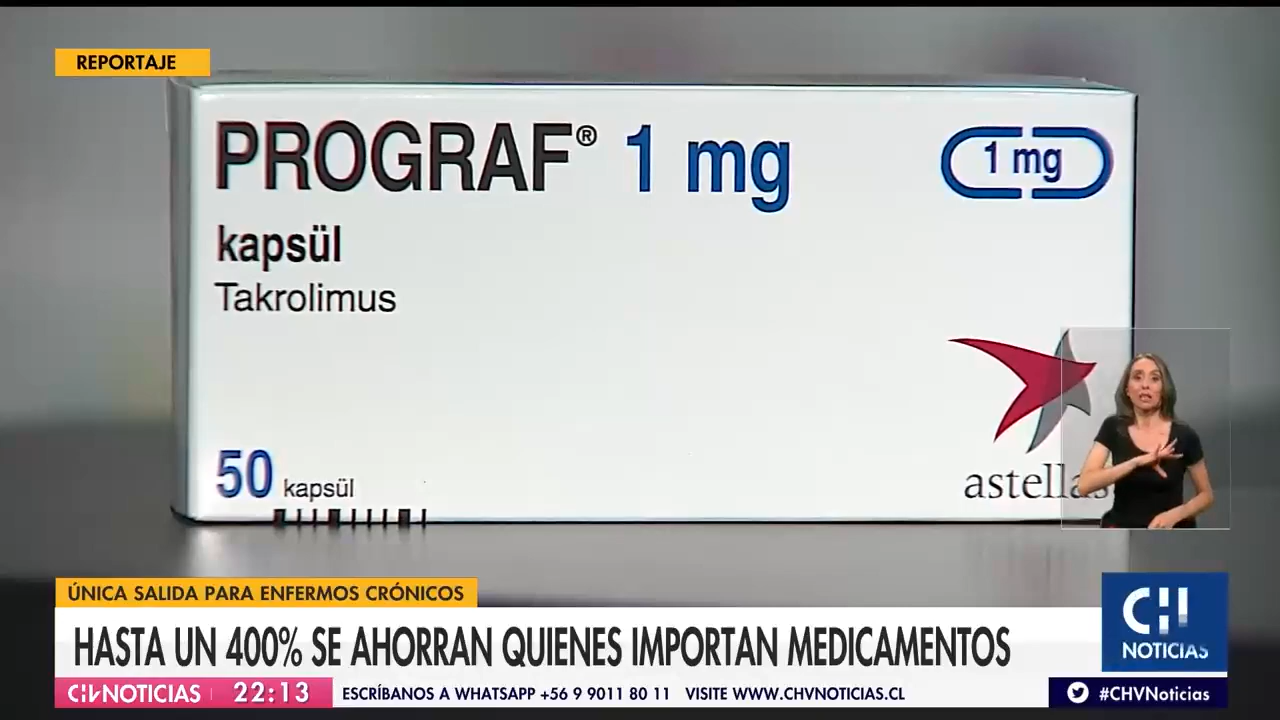 REPORTAJE
PROGRAF® 1 mg
1 mg
kapsül
Takrolimus
50 kapsül
astellas
ÚNICA SALIDA PARA ENFERMOS CRÓNICOS
HASTA UN 400% SE AHORRAN QUIENES IMPORTAN MEDICAMENTOS
CH
NOTICIAS
CHVNOTICIAS 22:13 ESCRÍBANOS A WHATSAPP +56 9 9011 80 11 VISITE WWW.CHVNOTICIAS.CL #CHVNoticias